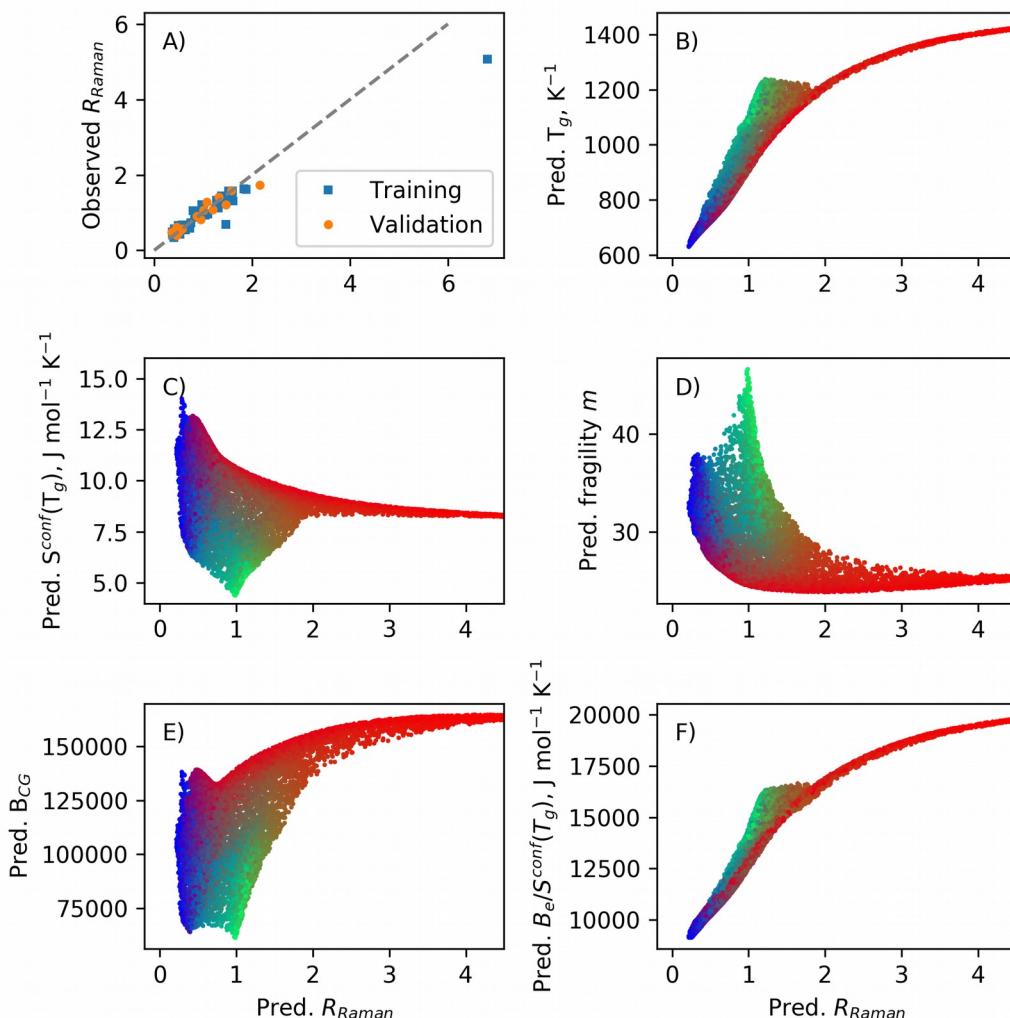 A)
Observed R_Raman
6
4
2
0
0 2 4 6
Training
Validation
B)
Pred. T_g, K⁻¹
1400
1200
1000
800
600
0 1 2 3 4
C)
Pred. S^conf(T_g), J mol⁻¹ K⁻¹
15.0
12.5
10.0
7.5
5.0
0 1 2 3 4
D)
Pred. fragility m
40
30
0 1 2 3 4
E)
Pred. B_CG
150000
125000
100000
75000
0 1 2 3 4
Pred. R_Raman
F)
Pred. B_e/S^conf(T_g), J mol⁻¹ K⁻¹
20000
17500
15000
12500
10000
0 1 2 3 4
Pred. R_Raman